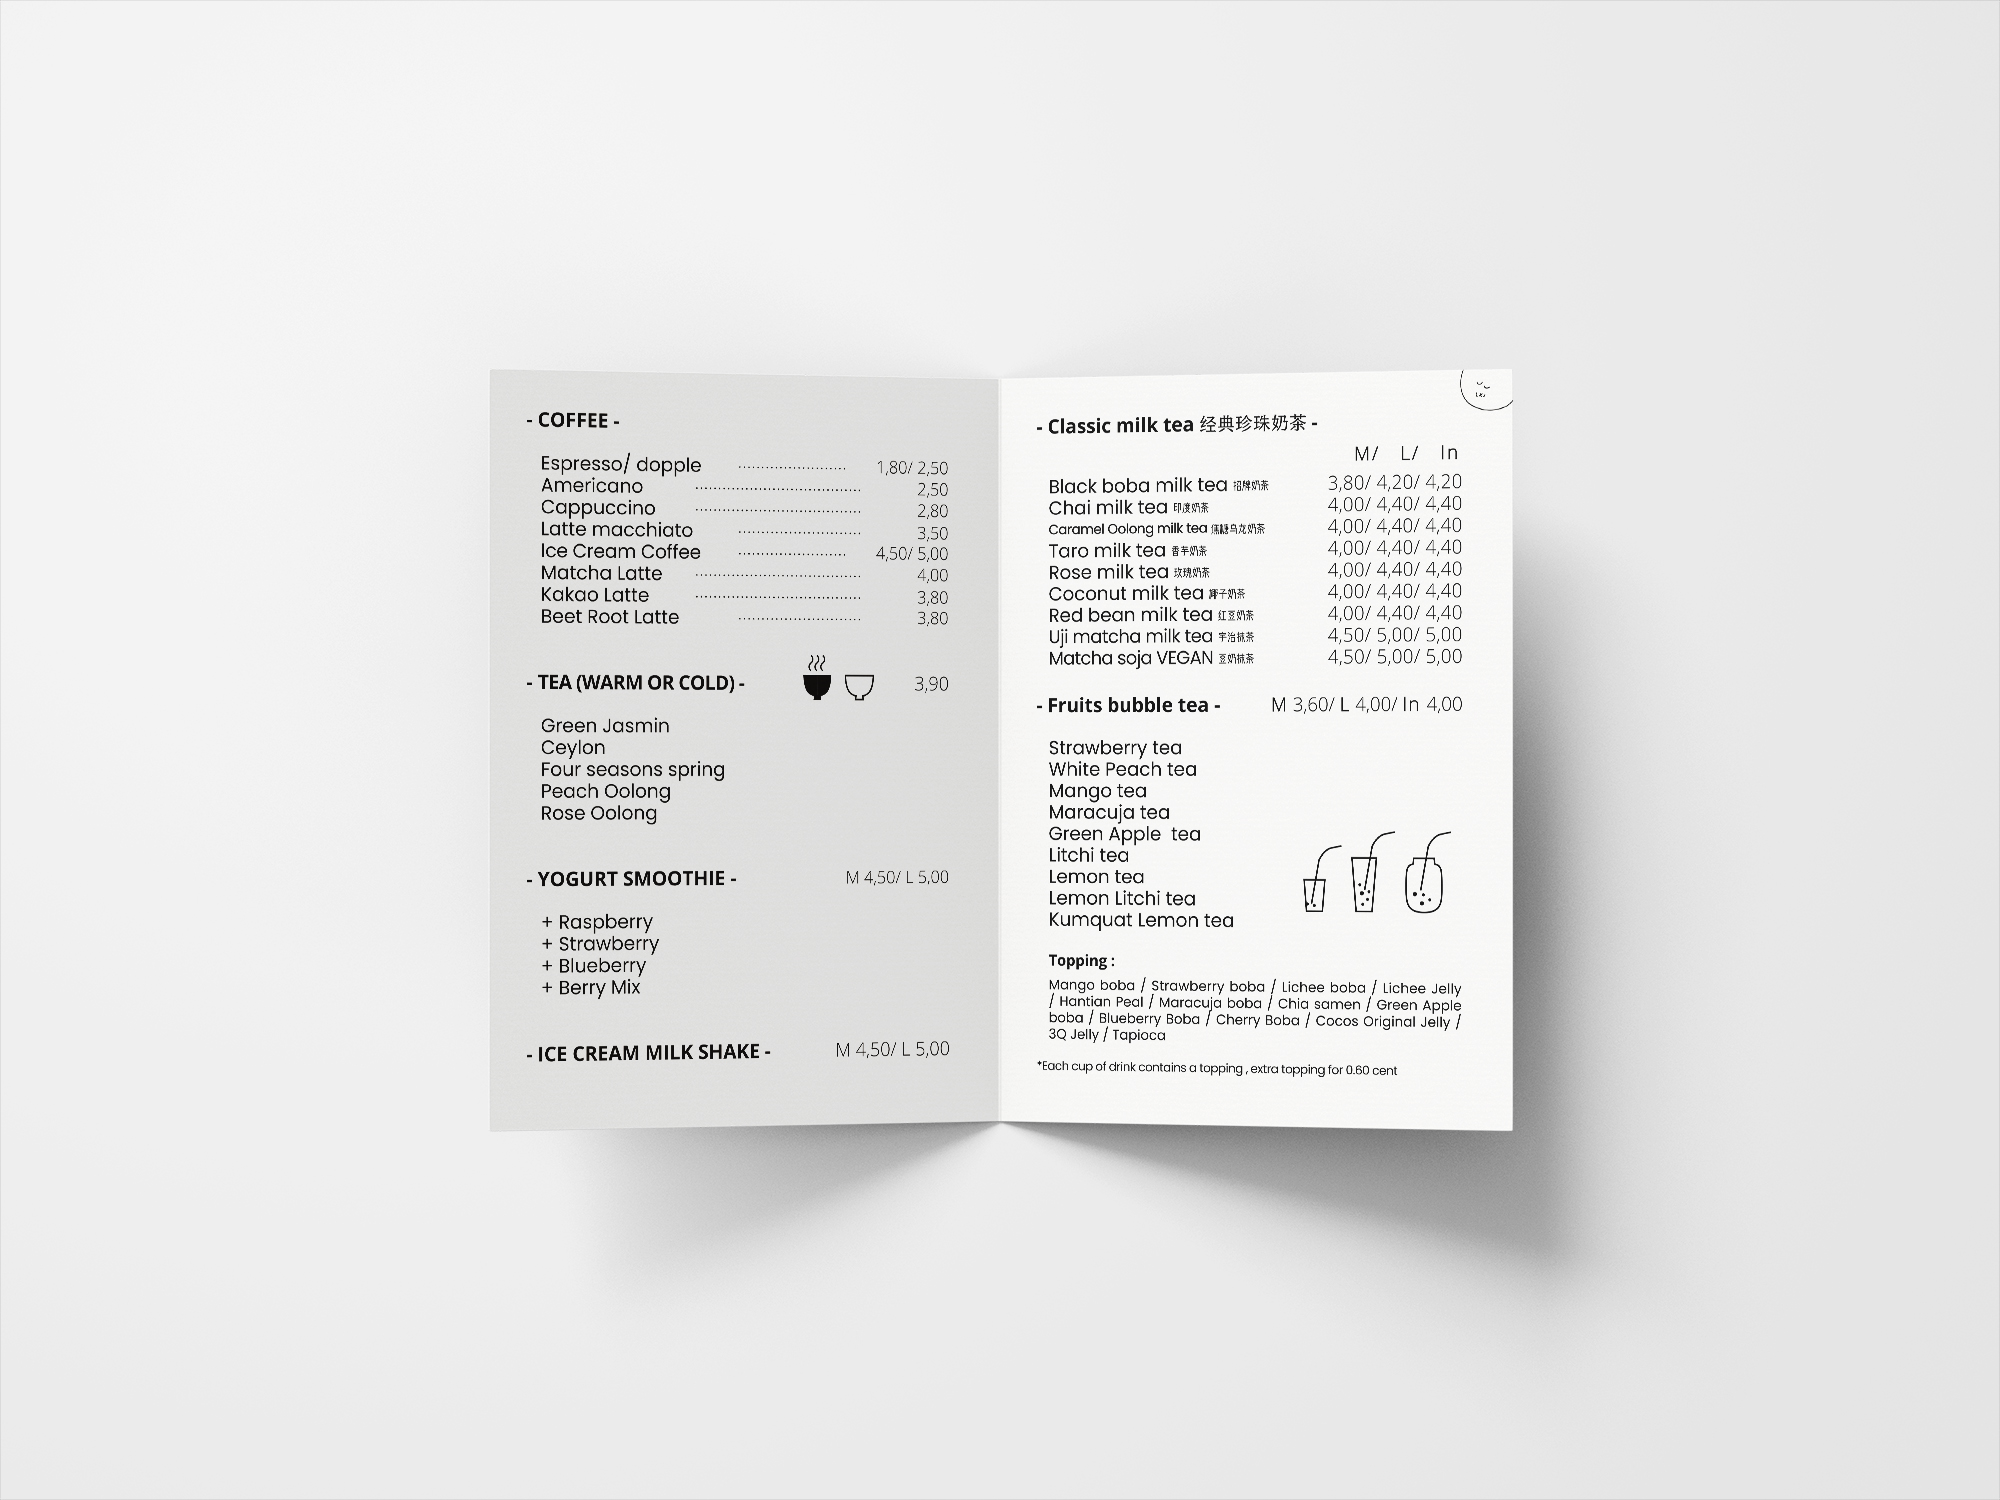 - COFFEE -
Espresso/ dopple 1,80/ 2,50
Americano 2,50
Cappuccino 2,80
Latte macchiato 3,50
Ice Cream Coffee 4,50/ 5,00
Matcha Latte 4,00
Kakao Latte 3,80
Beet Root Latte 3,80
- TEA (WARM OR COLD) - 3,90
Green Jasmin
Ceylon
Four seasons spring
Peach Oolong
Rose Oolong
- YOGURT SMOOTHIE - M 4,50/ L 5,00
+ Raspberry
+ Strawberry
+ Blueberry
+ Berry Mix
- ICE CREAM MILK SHAKE - M 4,50/ L 5,00
- Classic milk tea 经典珍珠奶茶 -
M/ L/ In
Black boba milk tea 招牌奶茶 3,80/ 4,20/ 4,20
Chai milk tea 印度奶茶 4,00/ 4,40/ 4,40
Caramel Oolong milk tea 焦糖乌龙奶茶 4,00/ 4,40/ 4,40
Taro milk tea 香芋奶茶 4,00/ 4,40/ 4,40
Rose milk tea 玫瑰奶茶 4,00/ 4,40/ 4,40
Coconut milk tea 椰子奶茶 4,00/ 4,40/ 4,40
Red bean milk tea 红豆奶茶 4,00/ 4,40/ 4,40
Uji matcha milk tea 宇治抹茶 4,50/ 5,00/ 5,00
Matcha soja VEGAN 豆奶抹茶 4,50/ 5,00/ 5,00
- Fruits bubble tea - M 3,60/ L 4,00/ In 4,00
Strawberry tea
White Peach tea
Mango tea
Maracuja tea
Green Apple tea
Litchi tea
Lemon tea
Lemon Litchi tea
Kumquat Lemon tea
Topping :
Mango boba / Strawberry boba / Lichee boba / Lichee Jelly
/ Hantian Peal / Maracuja boba / Chia samen / Green Apple
boba / Blueberry Boba / Cherry Boba / Cocos Original Jelly /
3Q Jelly / Tapioca
*Each cup of drink contains a topping , extra topping for 0.60 cent